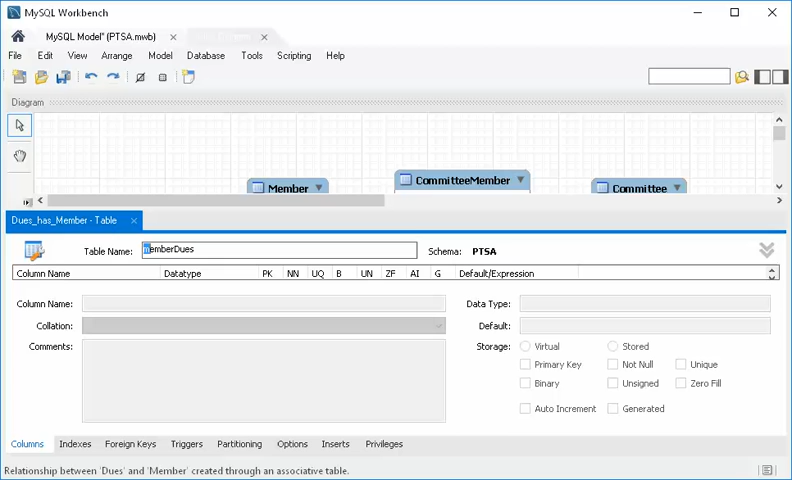 MySQL Workbench
MySQL Model* (PTSA.mwb)
File Edit View Arrange Model Database Tools Scripting Help
Diagram
Member
CommitteeMember
Committee
Dues_has_Member - Table
Table Name: memberDues Schema: PTSA
Column Name Datatype PK NN UQ B UN ZF AI G Default/Expression
Column Name: Data Type:
Collation: Default:
Comments: Storage: Virtual Stored
Primary Key Not Null Unique
Binary Unsigned Zero Fill
Auto Increment Generated
Columns Indexes Foreign Keys Triggers Partitioning Options Inserts Privileges
Relationship between 'Dues' and 'Member' created through an associative table.